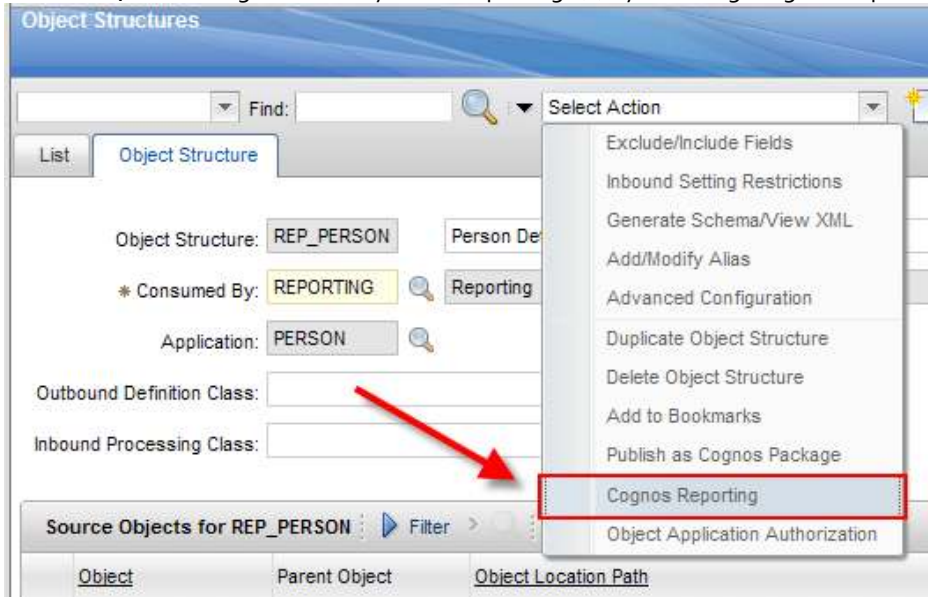 Object Structures
Find:
Select Action
List
Object Structure
Exclude/Include Fields
Inbound Setting Restrictions
Generate Schema/View XML
Add/Modify Alias
Advanced Configuration
Duplicate Object Structure
Delete Object Structure
Add to Bookmarks
Publish as Cognos Package
Cognos Reporting
Object Application Authorization
Object Structure: REP_PERSON Person De
* Consumed By: REPORTING Reporting
Application: PERSON
Outbound Definition Class:
Inbound Processing Class:
Source Objects for REP_PERSON Filter
Object Parent Object Object Location Path